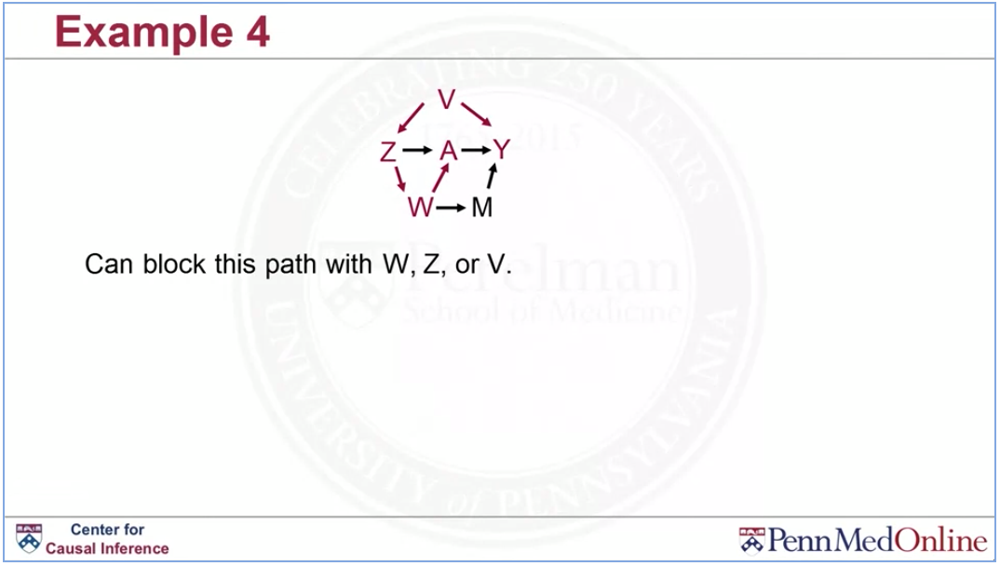 Example 4
V
Z A Y
W M
Can block this path with W, Z, or V.
CELEBRATING 250 YEARS
1765 2015
Perelman
School of Medicine
UNIVERSITY of PENNSYLVANIA
Center for
Causal Inference
PennMedOnline